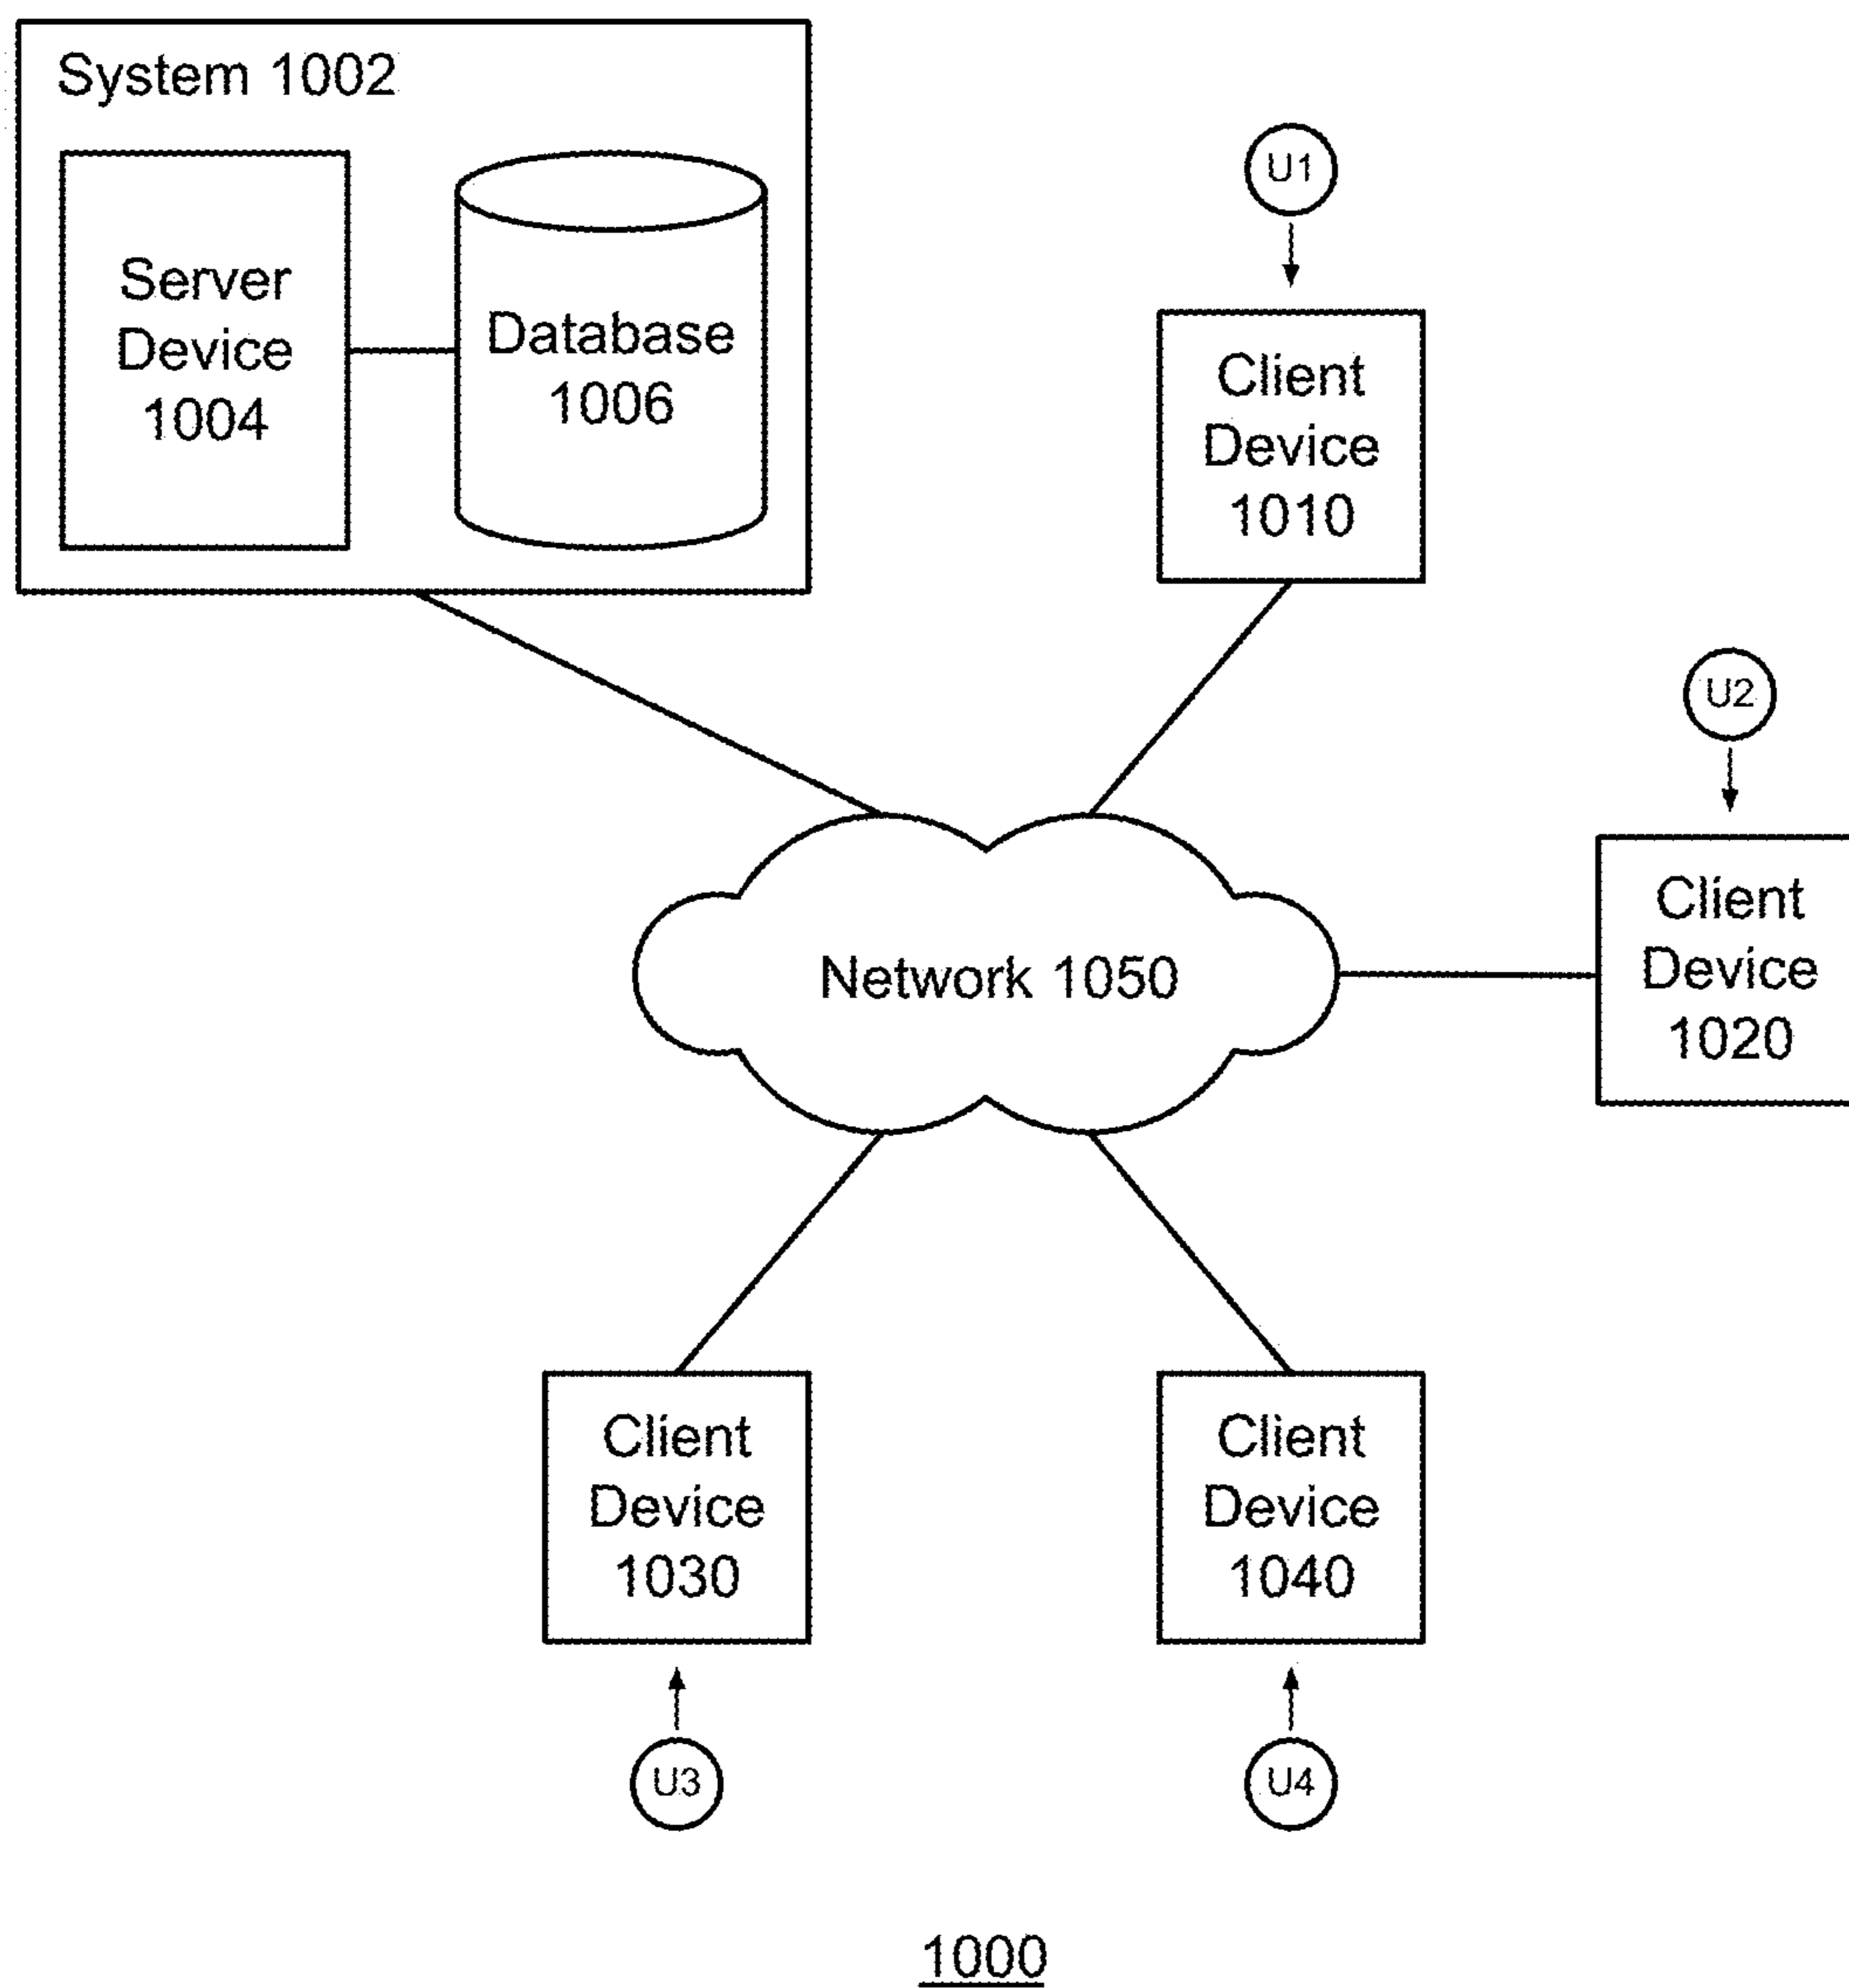 System 1002
Server
Device
1004
Database
1006
U1
Client
Device
1010
U2
Client
Device
1020
Network 1050
Client
Device
1030
Client
Device
1040
U3
U4
1000